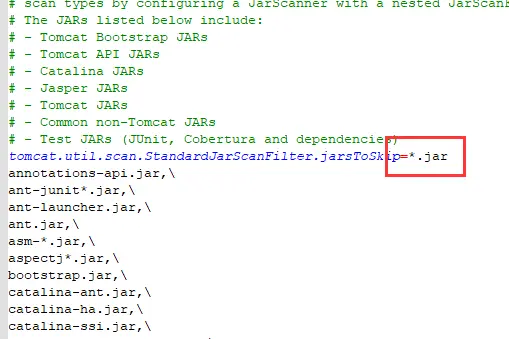 # scan types by configuring a JarScanner with a nested JarScanF
# The JARs listed below include:
# - Tomcat Bootstrap JARs
# - Tomcat API JARs
# - Catalina JARs
# - Jasper JARs
# - Tomcat JARs
# - Common non-Tomcat JARs
# - Test JARs (JUnit, Cobertura and dependencies)
tomcat.util.scan.StandardJarScanFilter.jarsToSkip=*.jar
annotations-api.jar,\
ant-junit*.jar,\
ant-launcher.jar,\
ant.jar,\
asm-*.jar,\
aspectj*.jar,\
bootstrap.jar,\
catalina-ant.jar,\
catalina-ha.jar,\
catalina-ssi.jar,\